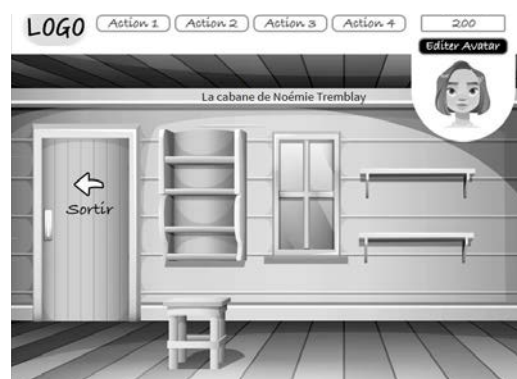 LOGO
Action 1
Action 2
Action 3
Action 4
200
Editer Avatar
La cabane de Noémie Tremblay
Sortir